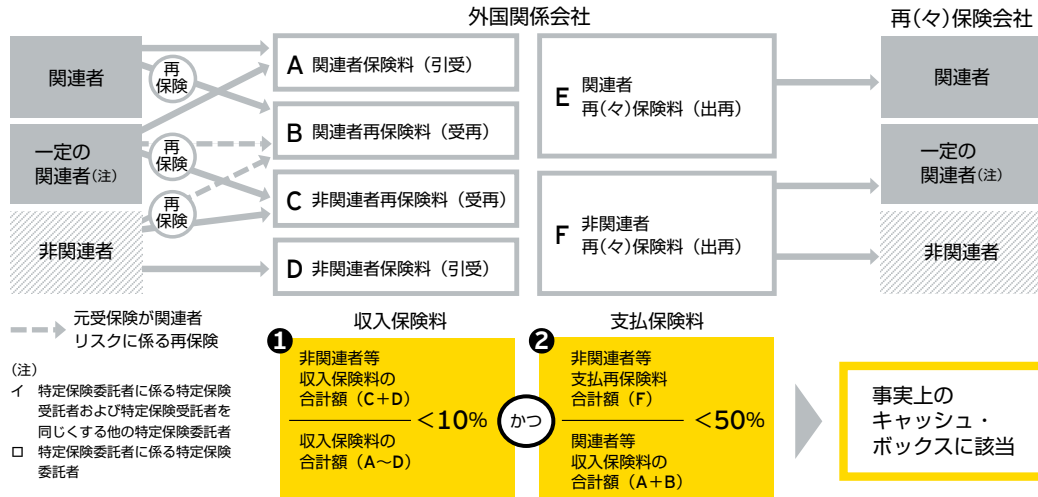 外国関係会社
再(々)保険会社
関連者
一定の
関連者(注)
非関連者
再
保険
再
保険
再
保険
A 関連者保険料（引受）
B 関連者再保険料（受再）
C 非関連者再保険料（受再）
D 非関連者保険料（引受）
E 関連者
再(々)保険料（出再）
F 非関連者
再(々)保険料（出再）
関連者
一定の
関連者(注)
非関連者
元受保険が関連者
リスクに係る再保険
(注)
イ 特定保険委託者に係る特定保険
受託者および特定保険受託者を
同じくする他の特定保険委託者
ロ 特定保険委託者に係る特定保険
委託者
収入保険料
❶
非関連者等
収入保険料の
合計額（C＋D）
収入保険料の
合計額（A～D）
＜10%
かつ
支払保険料
❷
非関連者等
支払再保険料
合計額（F）
関連者等
収入保険料の
合計額（A＋B）
＜50%
事実上の
キャッシュ・
ボックスに該当